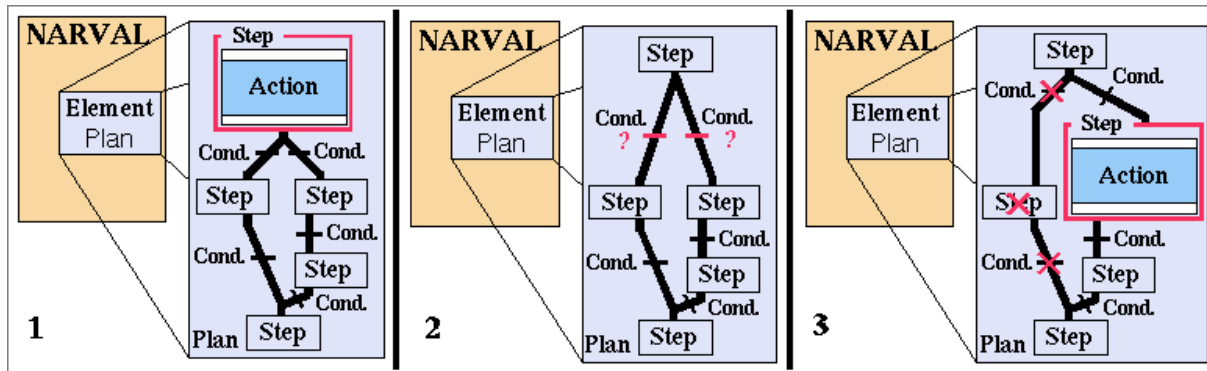 NARVAL
Step
Action
Element
Plan
Cond.
Cond.
Step
Step
Cond.
Cond.
Step
Cond.
Step
Plan
1
NARVAL
Step
Element
Plan
Cond.
Cond.
?
?
Step
Step
Cond.
Cond.
Step
Cond.
Step
Plan
2
NARVAL
Step
Cond.
Cond.
Element
Plan
Step
Action
Step
Cond.
Cond.
Step
Cond.
Step
Plan
3